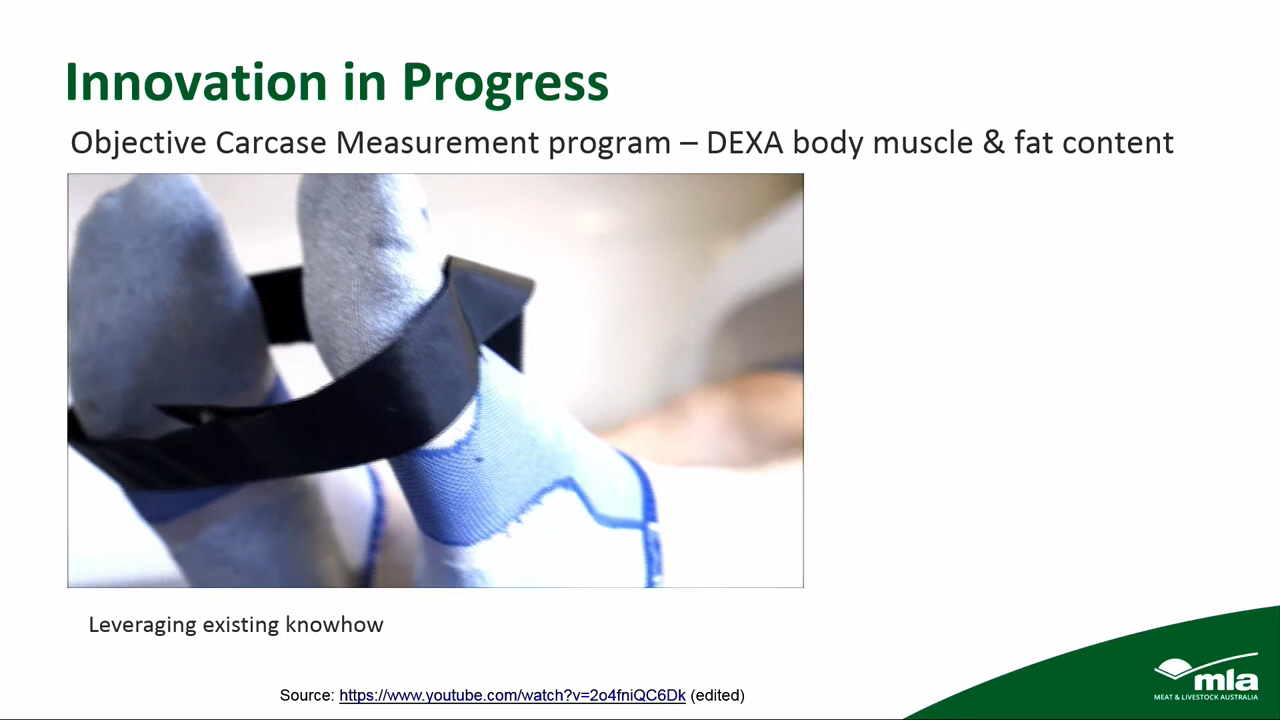 Innovation in Progress
Objective Carcase Measurement program – DEXA body muscle & fat content
Leveraging existing knowhow
Source: https://www.youtube.com/watch?v=2o4fniQC6Dk (edited)
mla
MEAT & LIVESTOCK AUSTRALIA